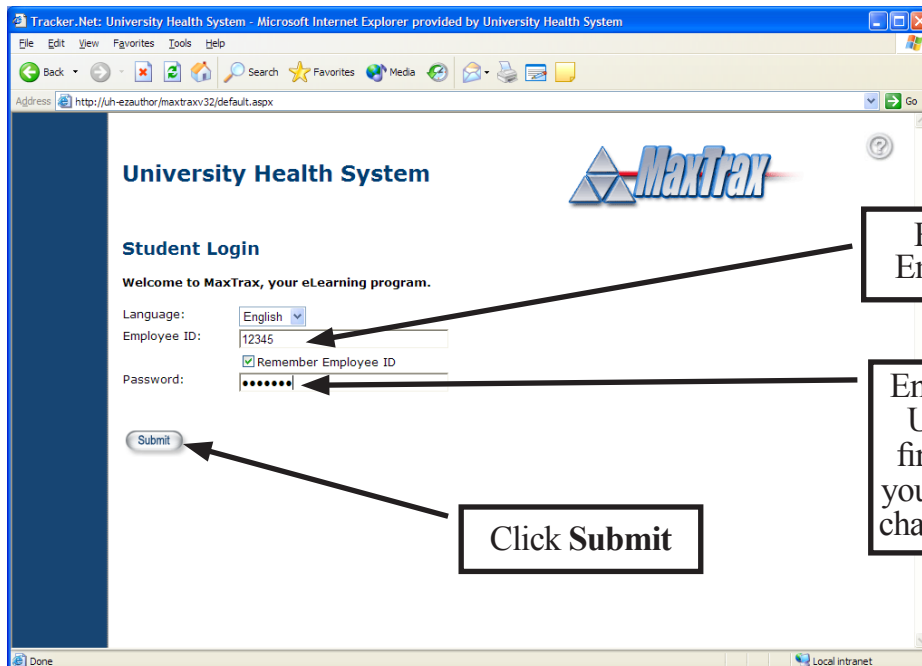 Tracker.Net: University Health System - Microsoft Internet Explorer provided by University Health System
File Edit View Favorites Tools Help
Back Search Favorites Media
Address http://uh-ezauthor/maxtraxv32/default.aspx Go
University Health System
MaxTrax
?
Student Login
Welcome to MaxTrax, your eLearning program.
Language: English
Employee ID: 12345
Remember Employee ID
Password: •••••••
Submit
Click Submit
you
Done Local intranet